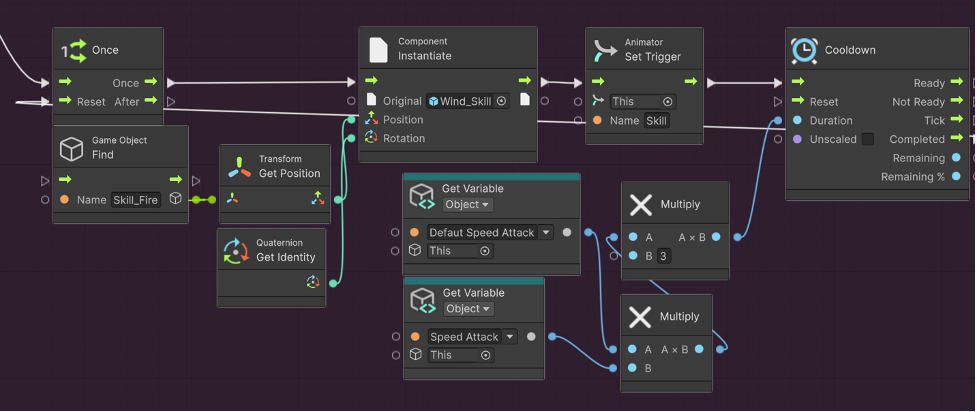 Once
Once
Reset After
Game Object
Find
Name Skill_Fire
Transform
Get Position
Quaternion
Get Identity
Component
Instantiate
Original Wind_Skill
Position
Rotation
Animator
Set Trigger
This
Name Skill
Cooldown
Ready
Reset Not Ready
Duration Tick
Unscaled Completed
Remaining
Remaining %
Get Variable
Object
Defaut Speed Attack
This
Get Variable
Object
Speed Attack
This
Multiply
A A × B
B 3
Multiply
A A × B
B